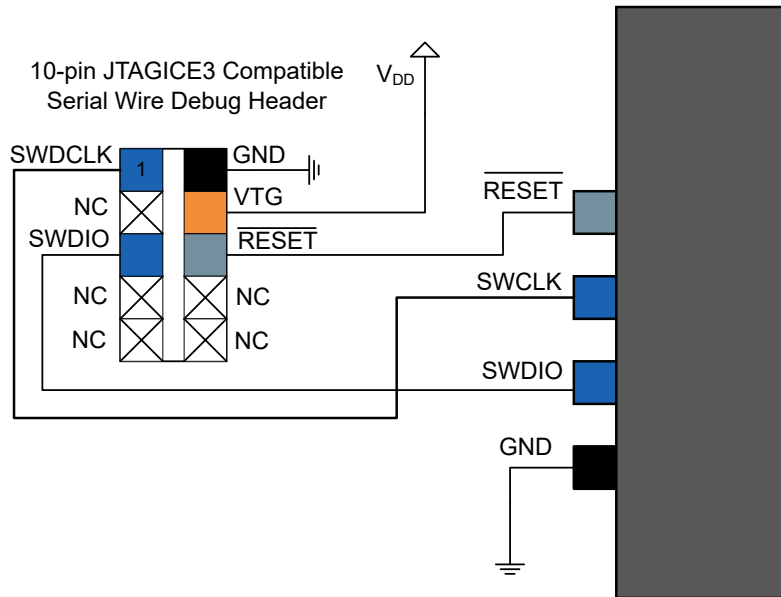 10-pin JTAGICE3 Compatible
Serial Wire Debug Header
VDD
SWDCLK
1
GND
NC
VTG
SWDIO
RESET
NC
NC
NC
NC
RESET
SWCLK
SWDIO
GND